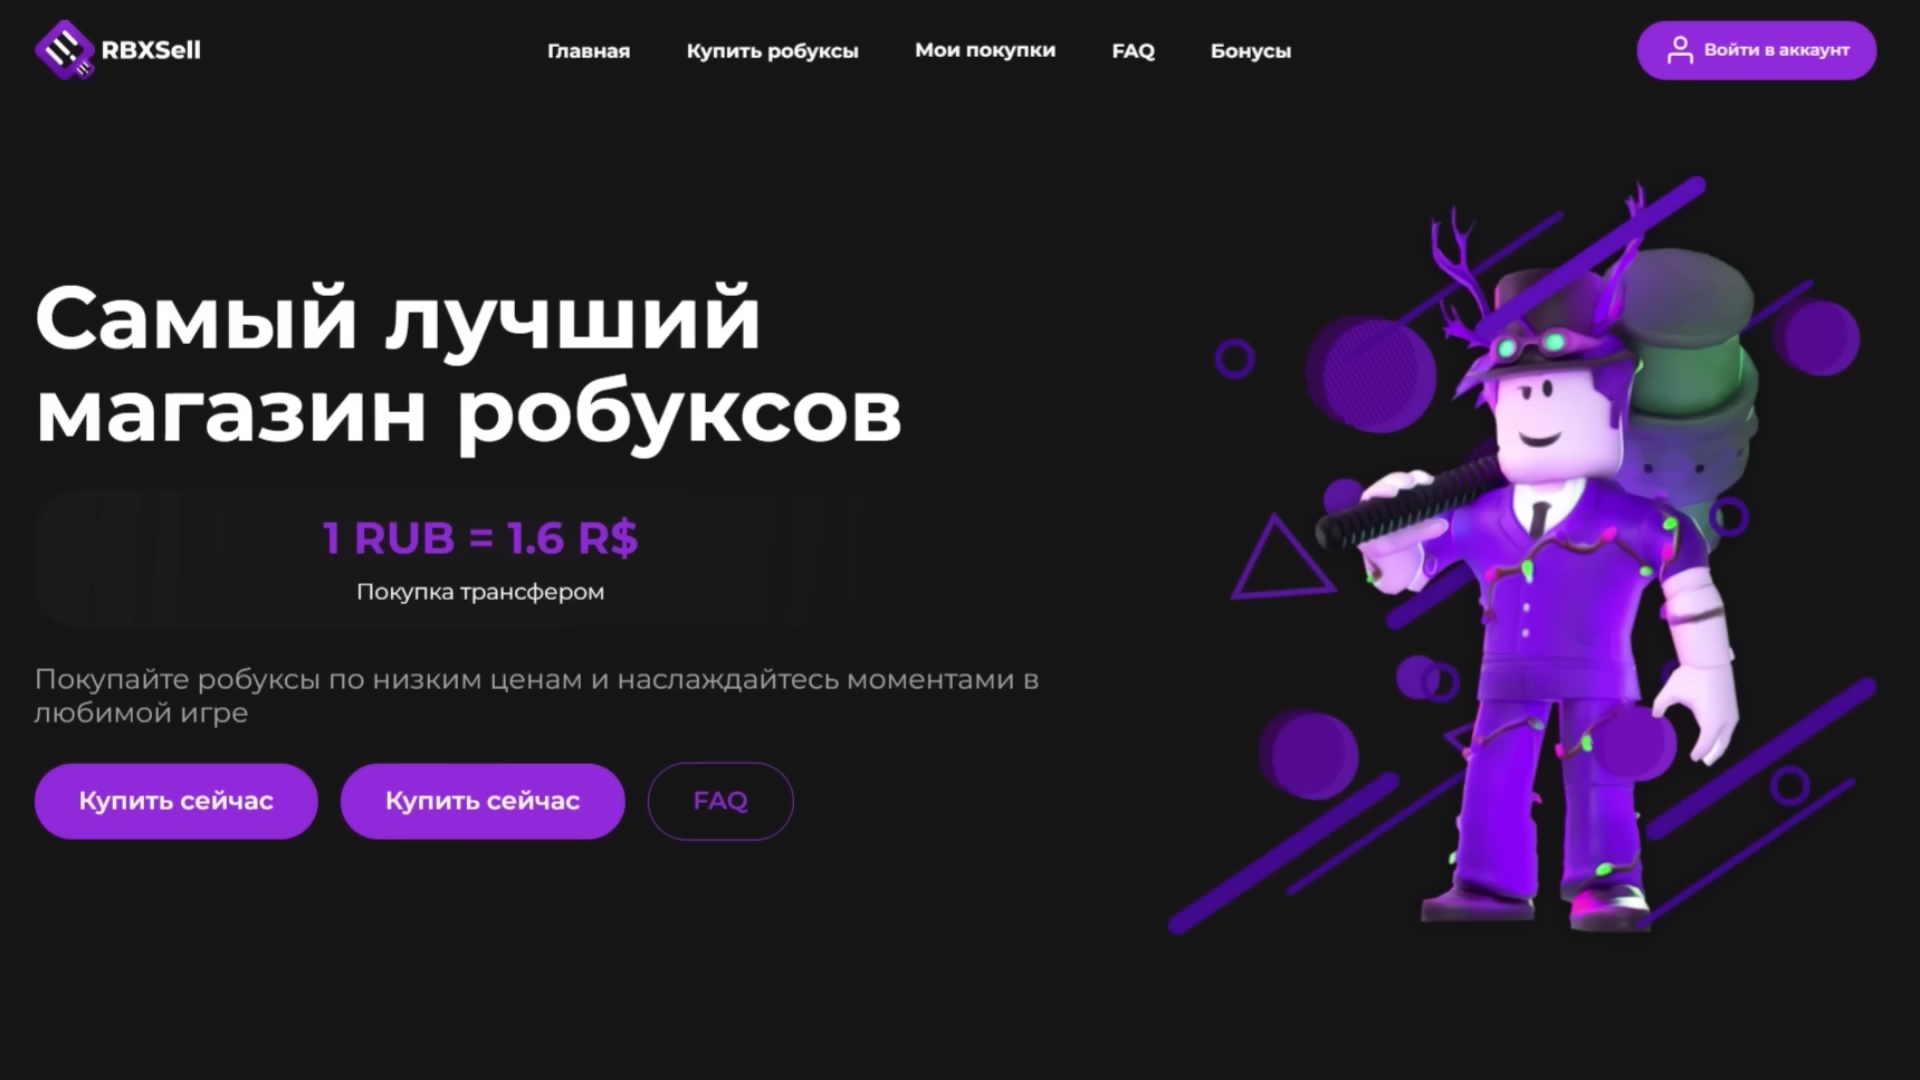 RBXSell
Главная
Купить робуксы
Мои покупки
FAQ
Бонусы
Войти в аккаунт
Самый лучший
магазин робуксов
1 RUB = 1.6 R$
Покупка трансфером
Покупайте робуксы по низким ценам и наслаждайтесь моментами в
любимой игре
Купить сейчас
Купить сейчас
FAQ